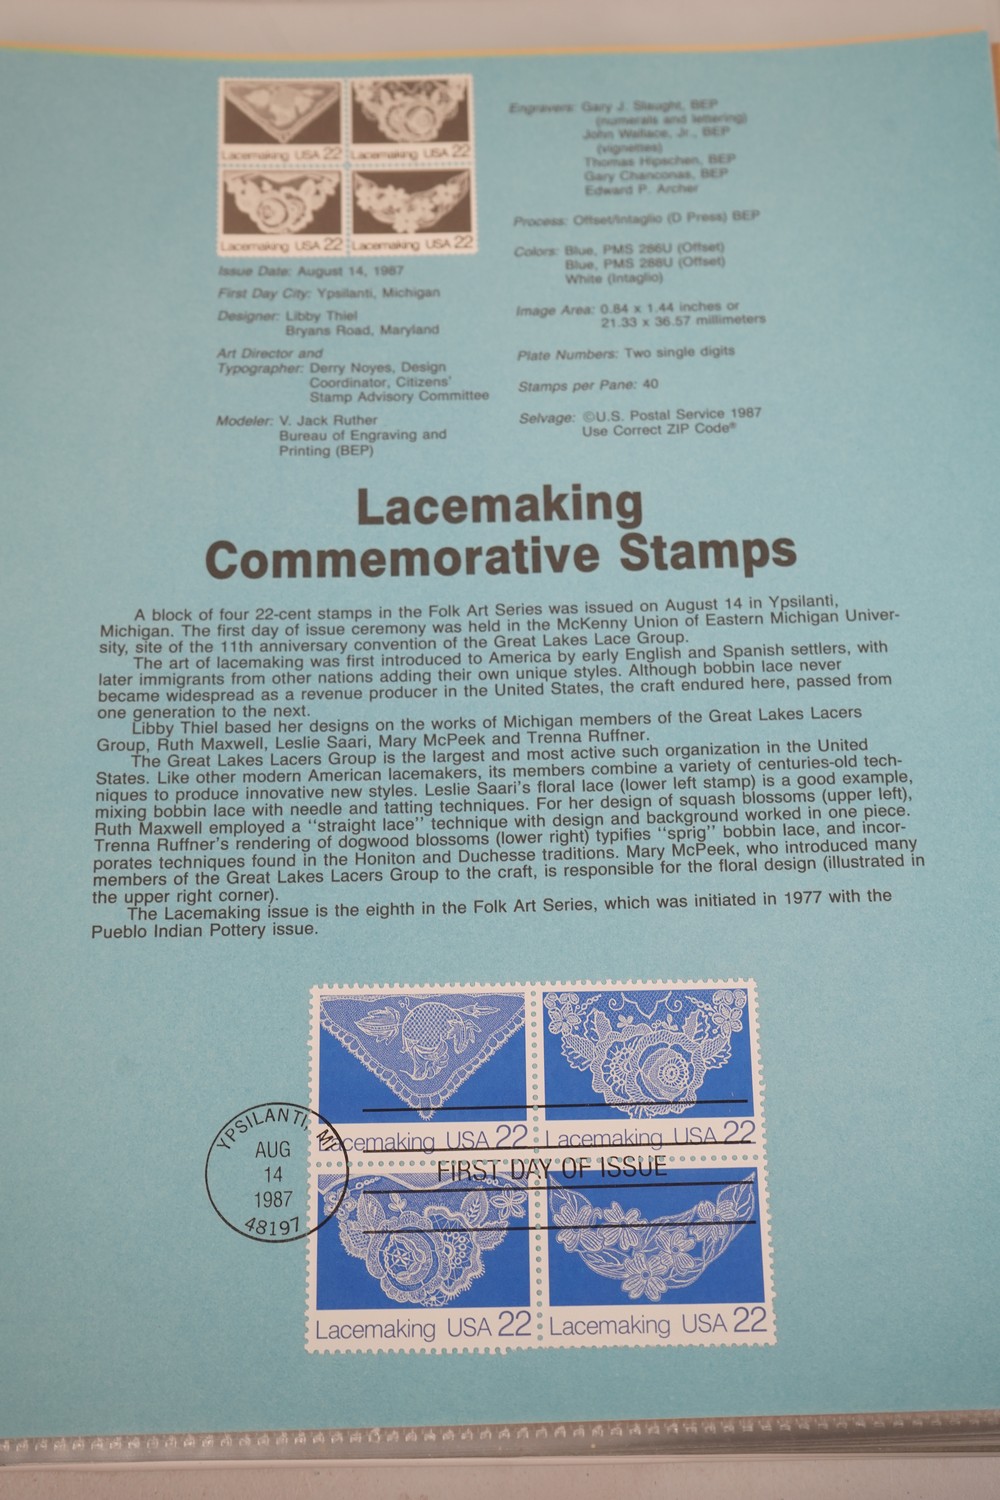 Lacemaking USA 22 Lacemaking USA 22
Lacemaking USA 22 Lacemaking USA 22
Issue Date: August 14, 1987
First Day City: Ypsilanti, Michigan
Designer: Libby Thiel
Bryans Road, Maryland
Art Director and
Typographer: Derry Noyes, Design
Coordinator, Citizens'
Stamp Advisory Committee
Modeler: V. Jack Ruther
Bureau of Engraving and
Printing (BEP)
Engravers: Gary J. Slaught, BEP
(numerals and lettering)
John Wallace, Jr., BEP
(vignettes)
Thomas Hipschen, BEP
Gary Chanconas, BEP
Edward P. Archer
Process: Offset/Intaglio (D Press) BEP
Colors: Blue, PMS 286U (Offset)
Blue, PMS 288U (Offset)
White (Intaglio)
Image Area: 0.84 x 1.44 inches or
21.33 x 36.57 millimeters
Plate Numbers: Two single digits
Stamps per Pane: 40
Selvage: ©U.S. Postal Service 1987
Use Correct ZIP Code®
Lacemaking
Commemorative Stamps
A block of four 22-cent stamps in the Folk Art Series was issued on August 14 in Ypsilanti,
Michigan. The first day of issue ceremony was held in the McKenny Union of Eastern Michigan Univer-
sity, site of the 11th anniversary convention of the Great Lakes Lace Group.
The art of lacemaking was first introduced to America by early English and Spanish settlers, with
later immigrants from other nations adding their own unique styles. Although bobbin lace never
became widespread as a revenue producer in the United States, the craft endured here, passed from
one generation to the next.
Libby Thiel based her designs on the works of Michigan members of the Great Lakes Lacers
Group, Ruth Maxwell, Leslie Saari, Mary McPeek and Trenna Ruffner.
The Great Lakes Lacers Group is the largest and most active such organization in the United
States. Like other modern American lacemakers, its members combine a variety of centuries-old tech-
niques to produce innovative new styles. Leslie Saari's floral lace (lower left stamp) is a good example,
mixing bobbin lace with needle and tatting techniques. For her design of squash blossoms (upper left),
Ruth Maxwell employed a "straight lace" technique with design and background worked in one piece.
Trenna Ruffner's rendering of dogwood blossoms (lower right) typifies "sprig" bobbin lace, and incor-
porates techniques found in the Honiton and Duchesse traditions. Mary McPeek, who introduced many
members of the Great Lakes Lacers Group to the craft, is responsible for the floral design (illustrated in
the upper right corner).
The Lacemaking issue is the eighth in the Folk Art Series, which was initiated in 1977 with the
Pueblo Indian Pottery issue.
YPSILANTI, MI
AUG
14
1987
48197
Lacemaking USA 22 Lacemaking USA 22
FIRST DAY OF ISSUE
Lacemaking USA 22 Lacemaking USA 22